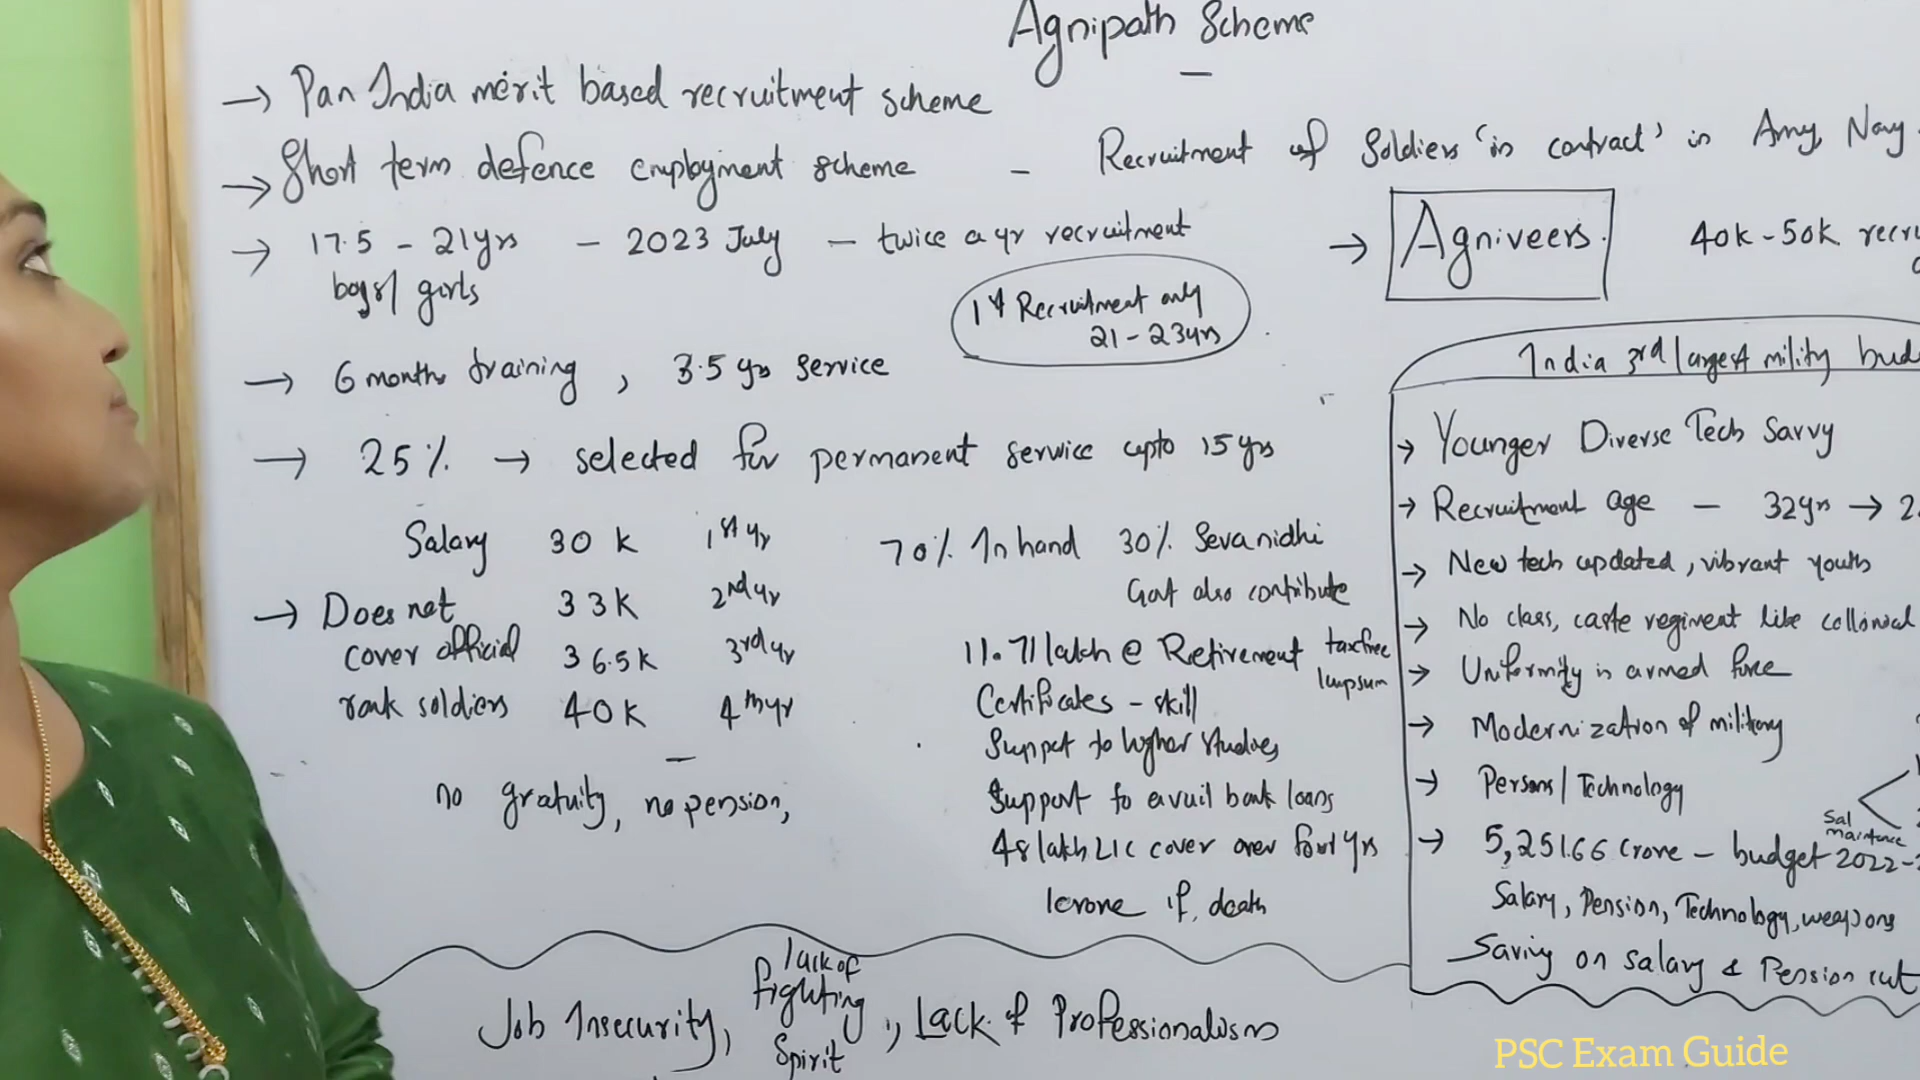 Agnipath Scheme
→ Pan India merit based recruitment scheme
→ Short term defence employment scheme - Recruitment of Soldiers 'in contract' in Army, Navy
→ 17.5 - 21yrs - 2023 July - twice a yr recruitment
boys/ girls
1st Recruitment only
21-23yrs
→ Agniveers.
40k-50k
→ 6 months training, 3.5 yrs service
→ 25% → selected for permanent service upto 15 yrs
Salary 30 k 1st yr
33k 2nd yr
36.5k 3rd yr
40k 4th yr
→ Does not
cover official
rank soldiers
no gratuity, no pension,
70% In hand 30% Sevanidhi
Govt also contribute
11.71 lakh @ Retirement taxfree
lumpsum
Certificates - skill
Support to higher studies
Support to avail bank loans
48 lakh LIC cover over four yrs
1crore if death
India 3rd largest military
→ Younger Diverse Tech Savvy
→ Recruitment age - 32yrs →
→ New tech updated, vibrant youth
→ No class, caste regiment like
→ Uniformity in armed force
→ Modernization of military
→ Persons/Technology
Sal
→ 5,25166 Crore - budget 2022-
Salary, Pension, Technology, weapons
Saving on salary & Pension cut
Job Insecurity, lack of fighting spirit, Lack of Professionalism
PSC Exam Guide